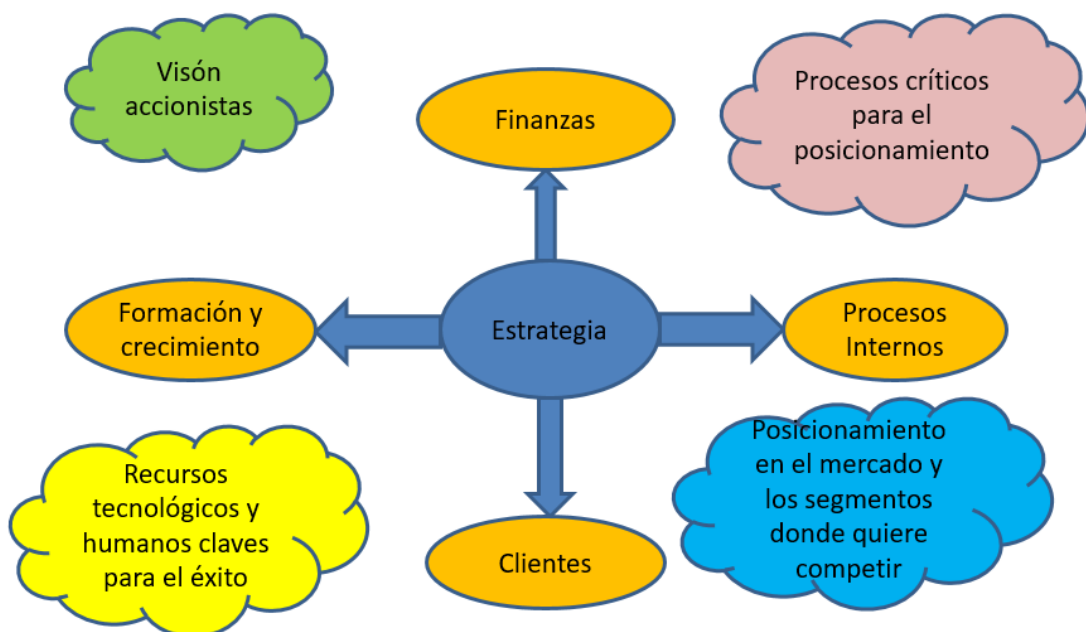 Visón
accionistas
Finanzas
Procesos críticos
para el
posicionamiento
Formación y
crecimiento
Estrategia
Procesos
Internos
Recursos
tecnológicos y
humanos claves
para el éxito
Clientes
Posicionamiento
en el mercado y
los segmentos
donde quiere
competir